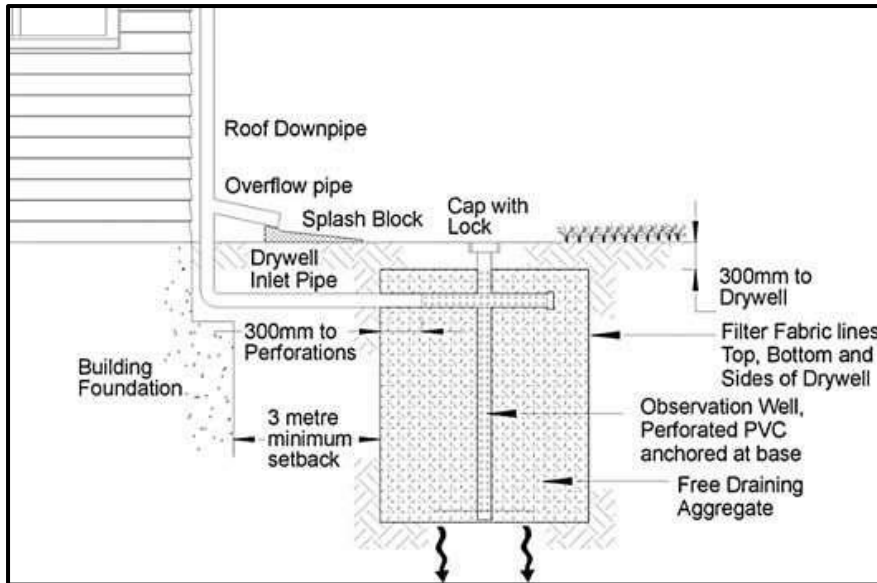 Roof Downpipe
Overflow pipe
Splash Block
Cap with
Lock
Drywell
Inlet Pipe
300mm to
Drywell
300mm to
Perforations
Filter Fabric lines
Top, Bottom and
Sides of Drywell
Building
Foundation
3 metre
minimum
setback
Observation Well,
Perforated PVC
anchored at base
Free Draining
Aggregate